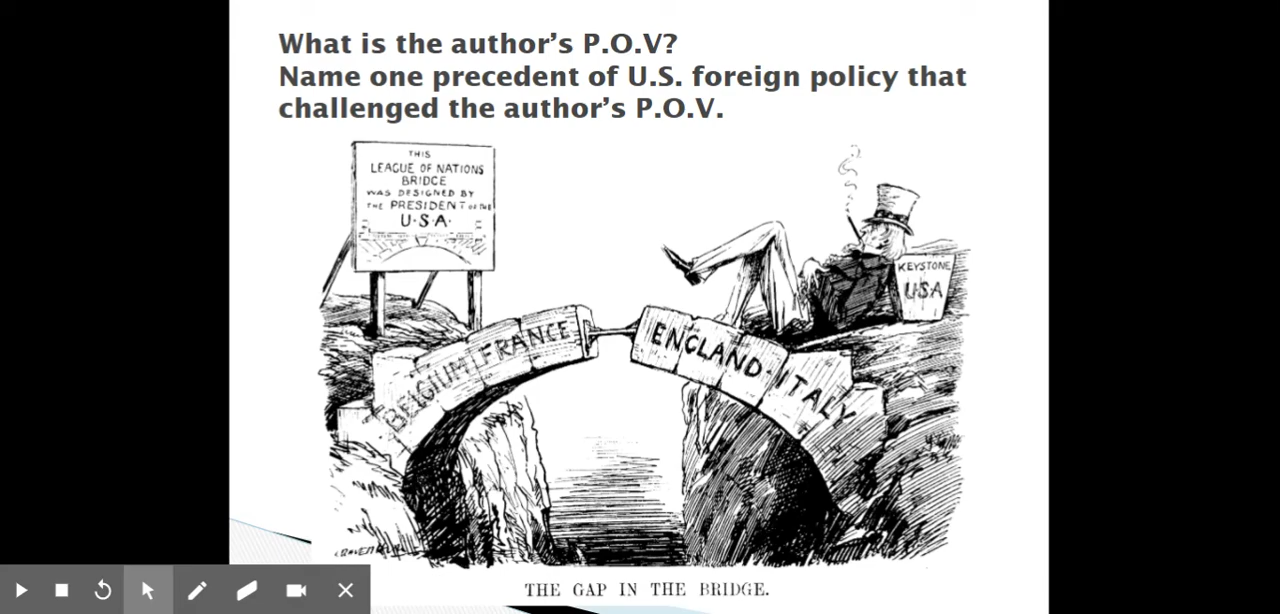 What is the author's P.O.V?
Name one precedent of U.S. foreign policy that
challenged the author's P.O.V.
THIS
LEAGUE OF NATIONS
BRIDGE
WAS DESIGNED BY
THE PRESIDENT OF THE
U.S.A.
KEYSTONE
USA
BELGIUM FRANCE
ENGLAND ITALY
THE GAP IN THE BRIDGE.